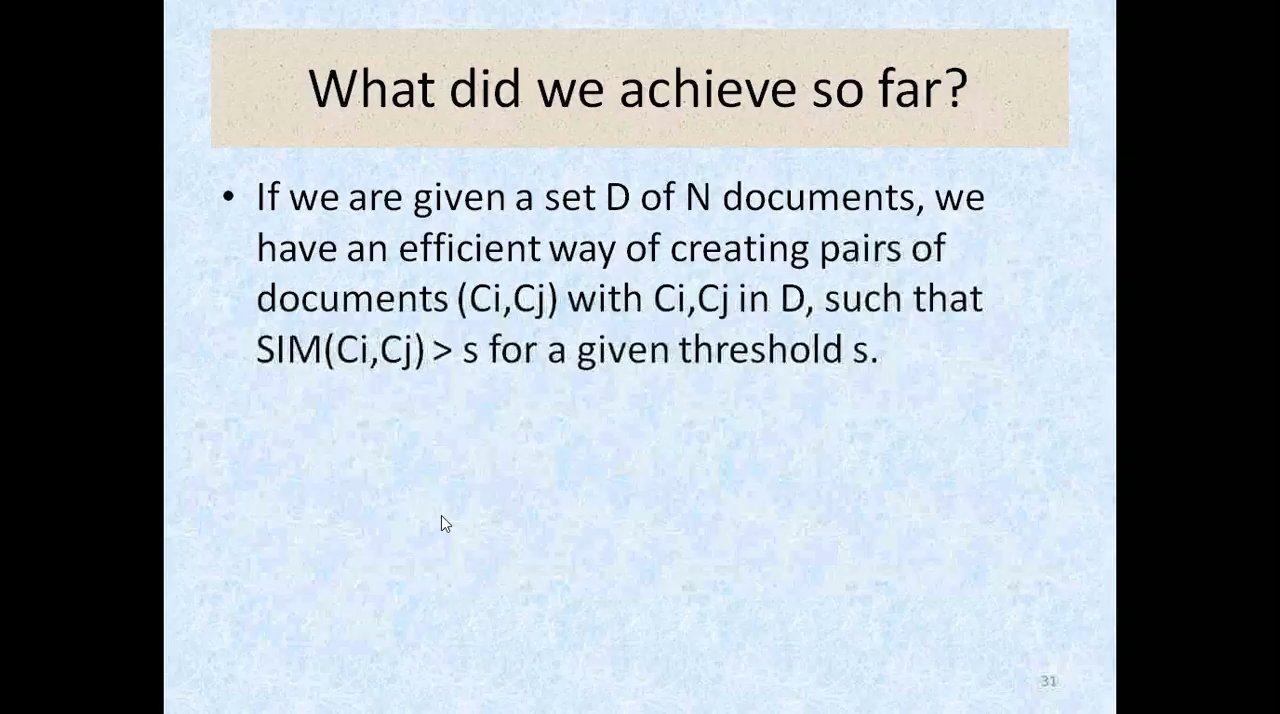 What did we achieve so far?
• If we are given a set D of N documents, we
have an efficient way of creating pairs of
documents (Ci,Cj) with Ci,Cj in D, such that
SIM(Ci,Cj) > s for a given threshold s.
31